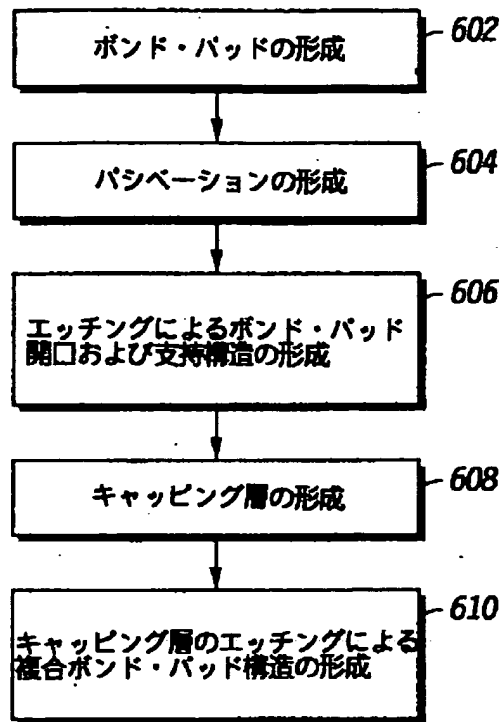 ボンド・パッドの形成
602
パシベーションの形成
604
エッチングによるボンド・パッド
開口および支持構造の形成
606
キャッピング層の形成
608
キャッピング層のエッチングによる
複合ボンド・パッド構造の形成
610